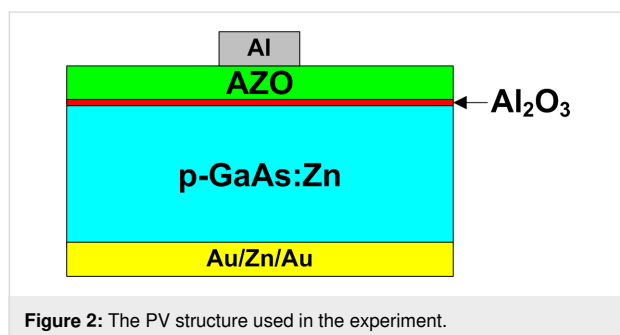 Al
AZO
Al₂O₃
p-GaAs:Zn
Au/Zn/Au
Figure 2: The PV structure used in the experiment.